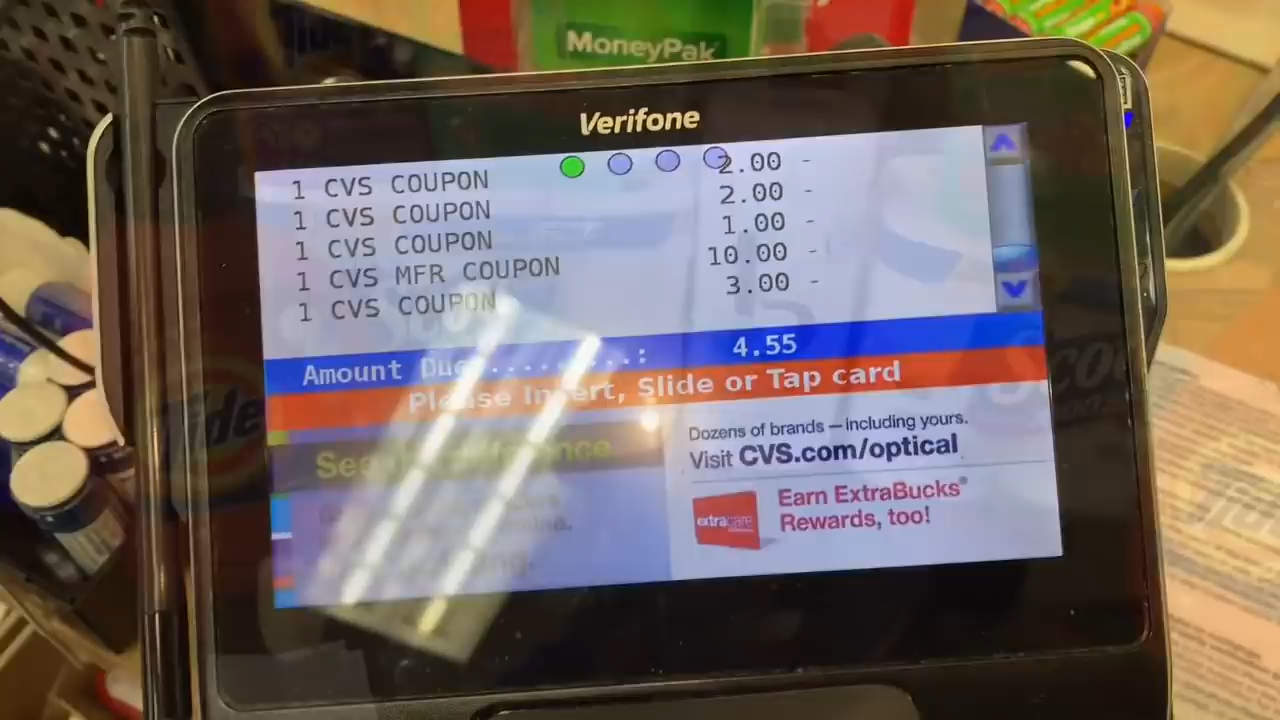 MoneyPak
Verifone
1 CVS COUPON 2.00 -
1 CVS COUPON 2.00 -
1 CVS COUPON 1.00 -
1 CVS MFR COUPON 10.00 -
1 CVS COUPON 3.00 -
Amount Due.........: 4.55
Please Insert, Slide or Tap card
Dozens of brands — including yours.
Visit CVS.com/optical
Earn ExtraBucks®
Rewards, too!